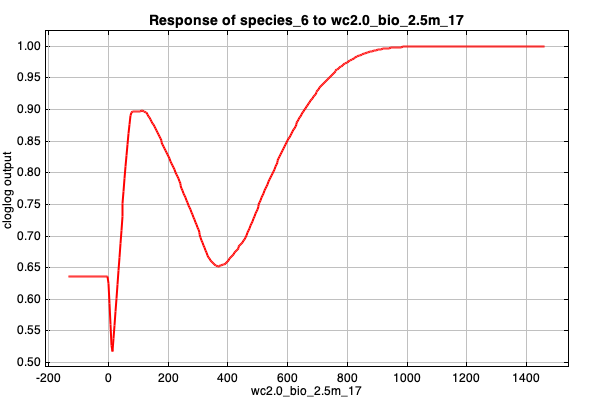 Response of species_6 to wc2.0_bio_2.5m_17
1.00
0.95
0.90
0.85
0.80
0.75
0.70
0.65
0.60
0.55
0.50
cloglog output
-200 0 200 400 600 800 1000 1200 1400
wc2.0_bio_2.5m_17